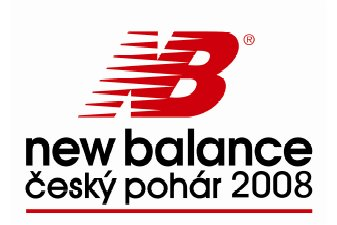 NB®
new balance
český pohár 2008